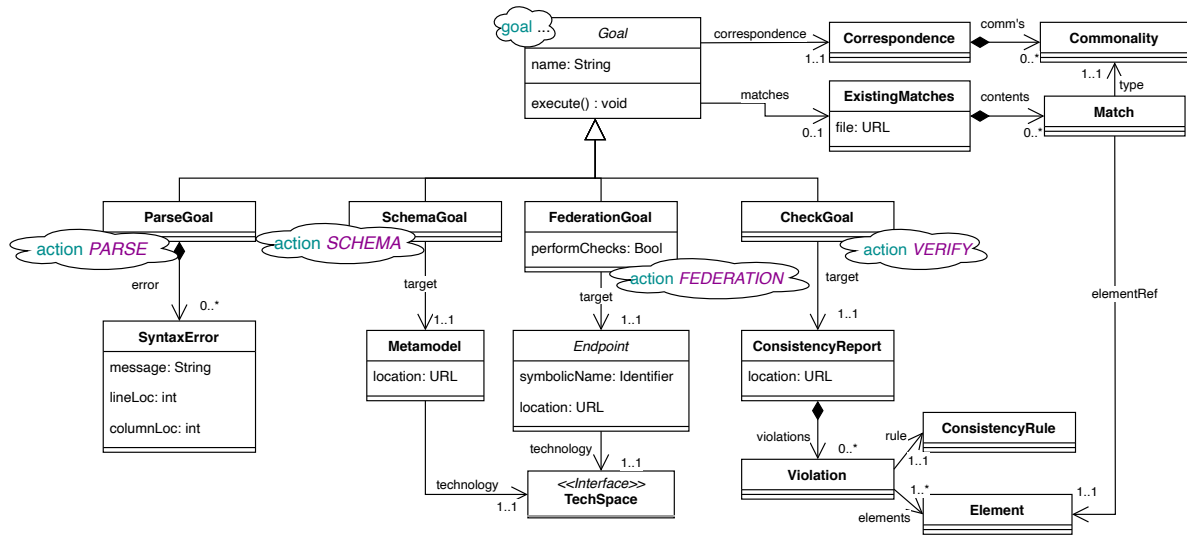 goal ...
Goal
name: String
execute() : void
correspondence
1..1
Correspondence
comm's
0..*
Commonality
matches
0..1
ExistingMatches
file: URL
contents
0..*
1..1
type
Match
ParseGoal
action PARSE
SchemaGoal
action SCHEMA
FederationGoal
performChecks: Bool
action FEDERATION
CheckGoal
action VERIFY
error
0..*
target
1..1
target
1..1
target
1..1
elementRef
SyntaxError
message: String
lineLoc: int
columnLoc: int
Metamodel
location: URL
Endpoint
symbolicName: Identifier
location: URL
ConsistencyReport
location: URL
technology
1..1
technology
1..1
<<Interface>>
TechSpace
violations
0..*
Violation
rule
1..1
ConsistencyRule
1..*
elements
Element
1..1